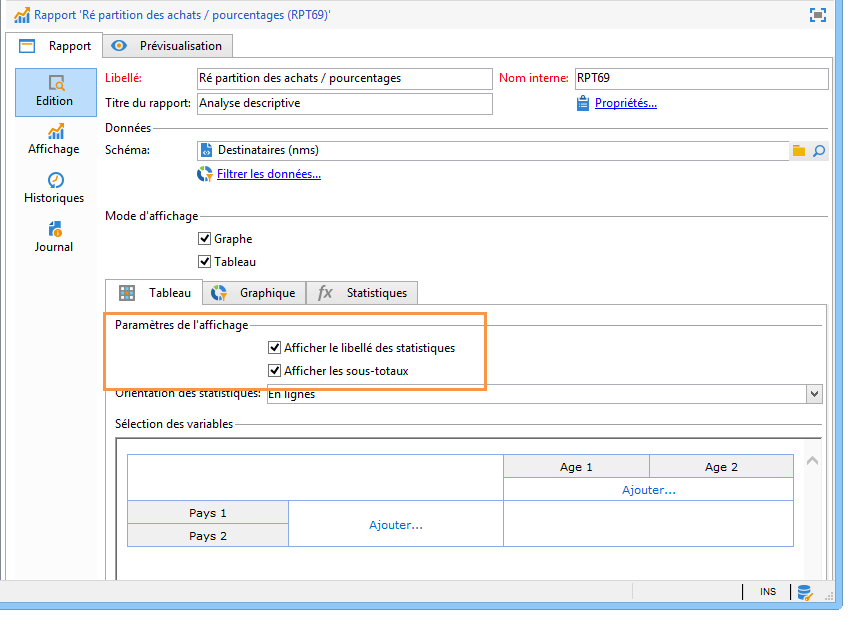 Rapport 'Ré partition des achats / pourcentages (RPT69)'
Rapport Prévisualisation
Edition
Affichage
Historiques
Journal
Libellé: Ré partition des achats / pourcentages Nom interne: RPT69
Titre du rapport: Analyse descriptive Propriétés...
Données
Schéma: Destinataires (nms)
Filtrer les données...
Mode d'affichage
Graphe
Tableau
Tableau Graphique fx Statistiques
Paramètres de l'affichage
Afficher le libellé des statistiques
Afficher les sous-totaux
Orientation des statistiques: En lignes
Sélection des variables
Age 1 Age 2
Ajouter...
Pays 1
Ajouter...
Pays 2
INS